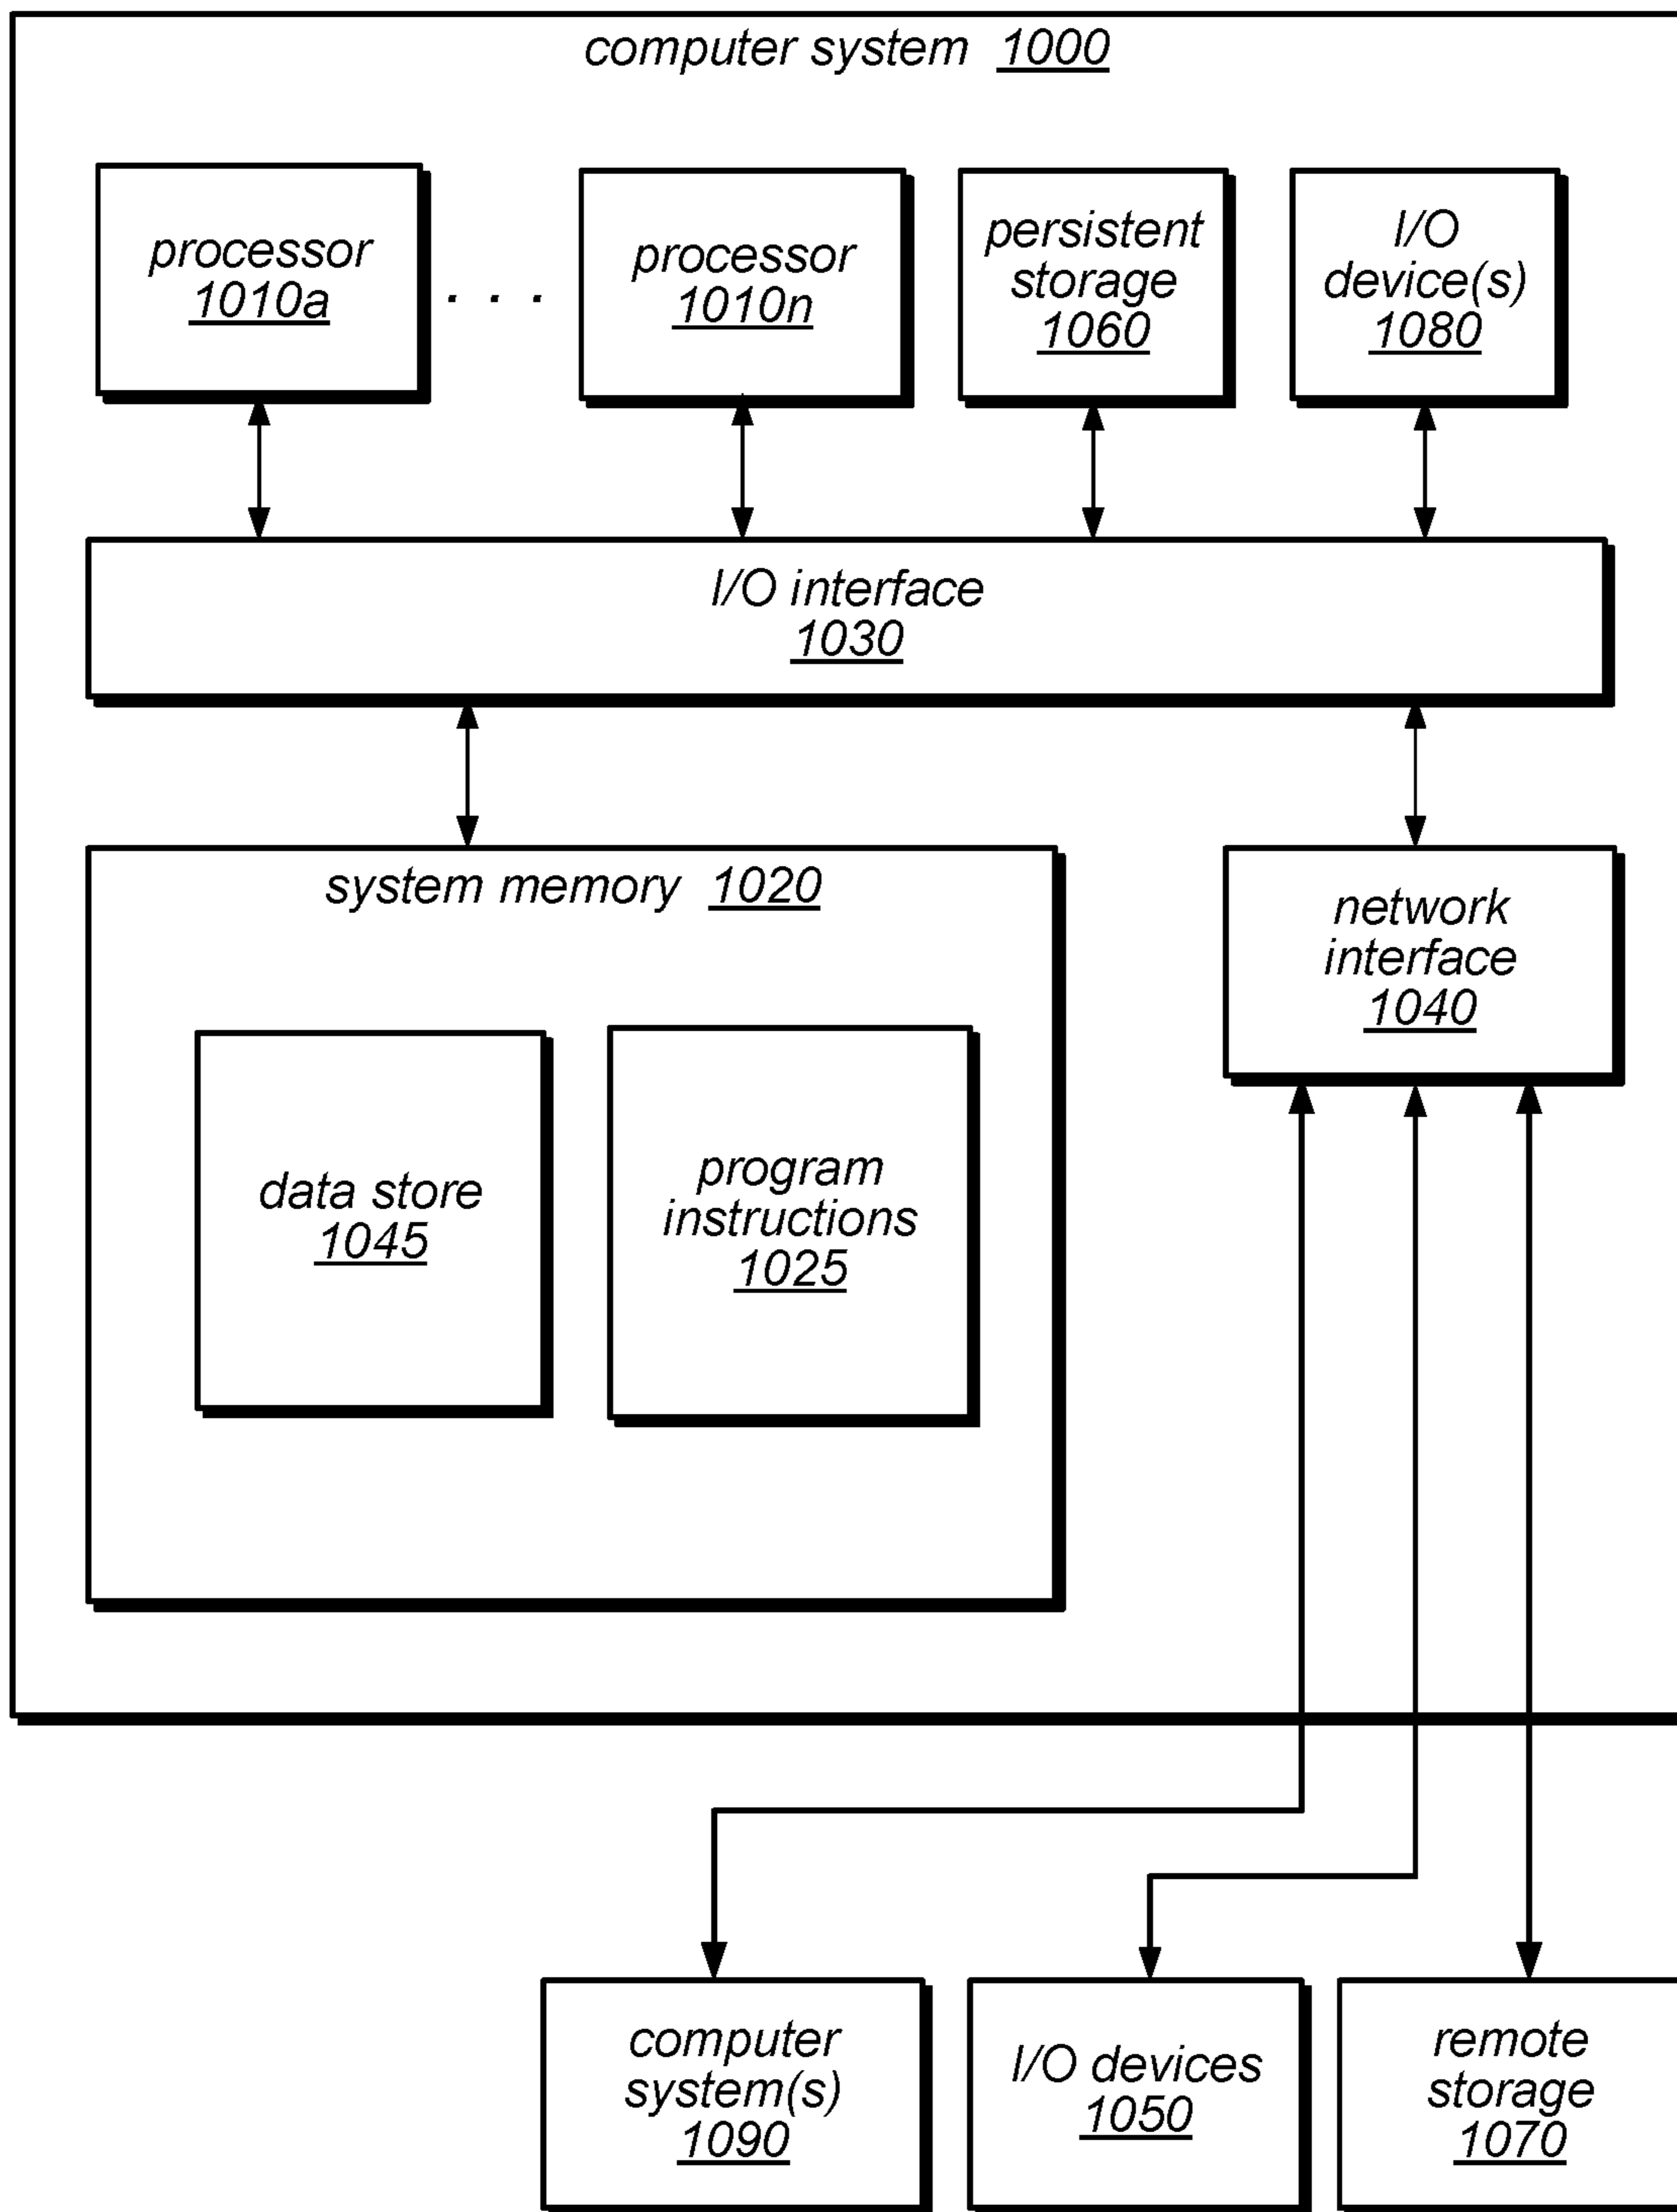 computer system 1000
processor
1010a
. . .
processor
1010n
persistent
storage
1060
I/O
device(s)
1080
I/O interface
1030
system memory 1020
network
interface
1040
data store
1045
program
instructions
1025
computer
system(s)
1090
I/O devices
1050
remote
storage
1070